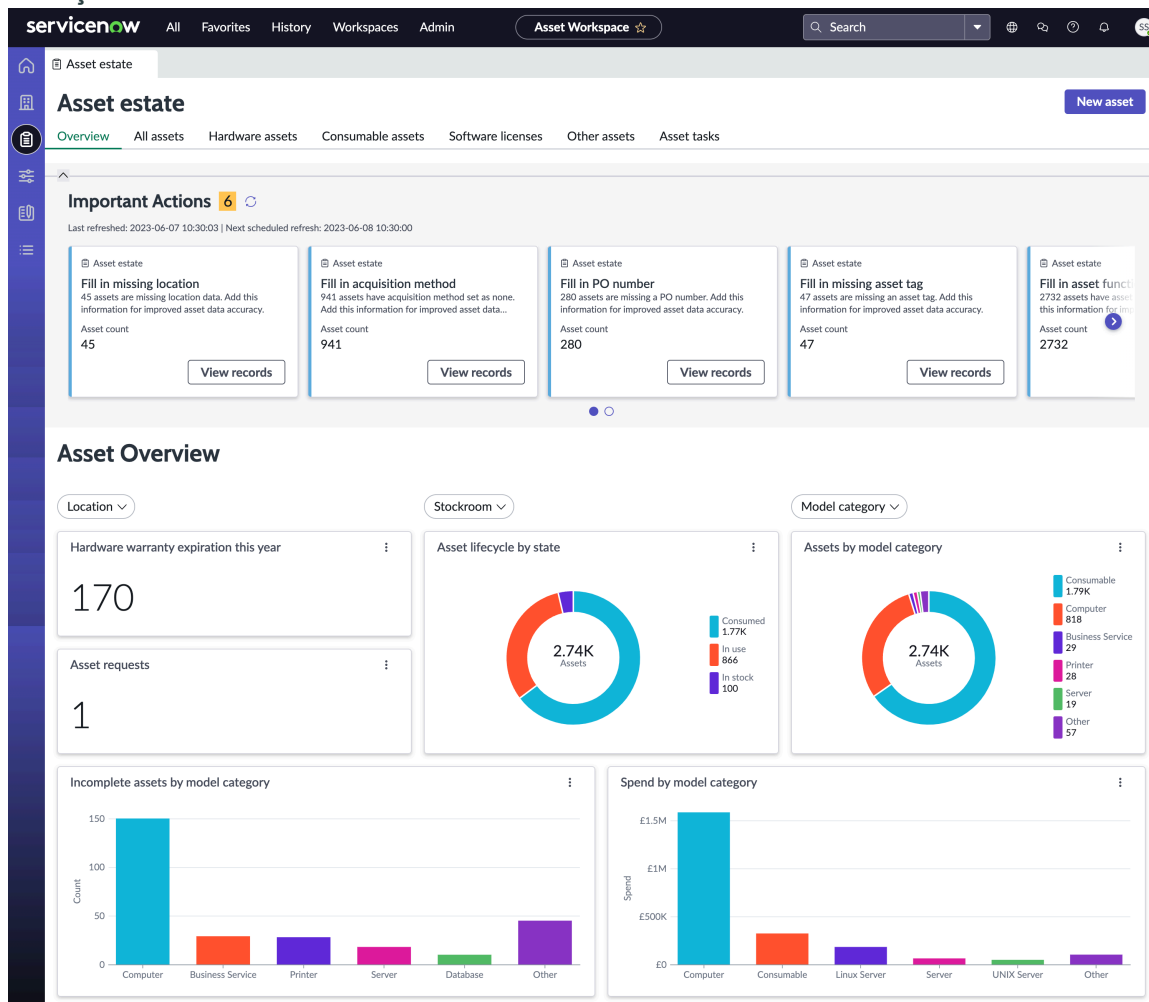 servicenow All Favorites History Workspaces Admin Asset Workspace Search SS
Asset estate
Asset estate New asset
Overview All assets Hardware assets Consumable assets Software licenses Other assets Asset tasks
Important Actions 6
Last refreshed: 2023-06-07 10:30:03 | Next scheduled refresh: 2023-06-08 10:30:00
Asset estate
Fill in missing location
45 assets are missing location data. Add this
information for improved asset data accuracy.
Asset count
45
View records
Asset estate
Fill in acquisition method
941 assets have acquisition method set as none.
Add this information for improved asset data...
Asset count
941
View records
Asset estate
Fill in PO number
280 assets are missing a PO number. Add this
information for improved asset data accuracy.
Asset count
280
View records
Asset estate
Fill in missing asset tag
47 assets are missing an asset tag. Add this
information for improved asset data accuracy.
Asset count
47
View records
Asset estate
Fill in asset
2732 assets have
this information for
Asset count
2732
Asset Overview
Location
Stockroom
Model category
Hardware warranty expiration this year
170
Asset requests
1
Asset lifecycle by state
2.74K
Assets
Consumed
1.77K
In use
866
In stock
100
Assets by model category
2.74K
Assets
Consumable
1.79K
Computer
818
Business Service
29
Printer
28
Server
19
Other
57
Incomplete assets by model category
150
100
50
0
Count
Computer Business Service Printer Server Database Other
Spend by model category
£1.5M
£1M
£500K
£0
Spend
Computer Consumable Linux Server Server UNIX Server Other